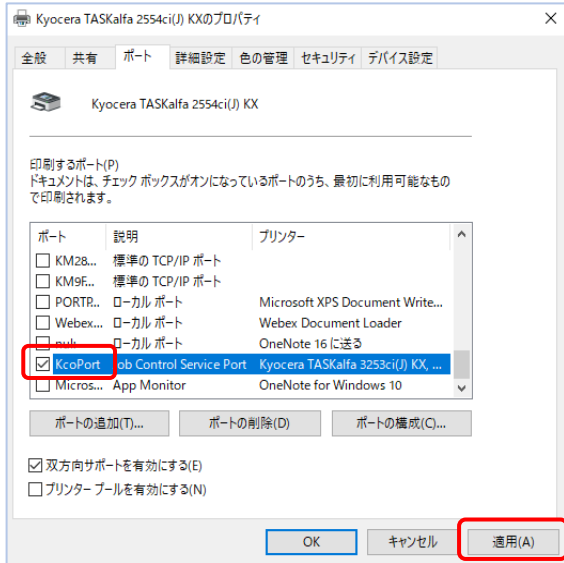 Kyocera TASKalfa 2554ci(J) KXのプロパティ
全般 共有 ポート 詳細設定 色の管理 セキュリティ デバイス設定
Kyocera TASKalfa 2554ci(J) KX
印刷するポート(P)
ドキュメントは、チェック ボックスがオンになっているポートのうち、最初に利用可能なもの
で印刷されます。
ポート 説明 プリンター
KM28... 標準の TCP/IP ポート
KM9F... 標準の TCP/IP ポート
PORTP... ローカル ポート Microsoft XPS Document Write...
Webex... ローカル ポート Webex Document Loader
ローカル ポート OneNote 16 に送る
KcoPort ob Control Service Port Kyocera TASKalfa 3253ci(J) KX, ...
Micros... App Monitor OneNote for Windows 10
ポートの追加(T)... ポートの削除(D) ポートの構成(C)...
双方向サポートを有効にする(E)
プリンター プールを有効にする(N)
OK キャンセル 適用(A)